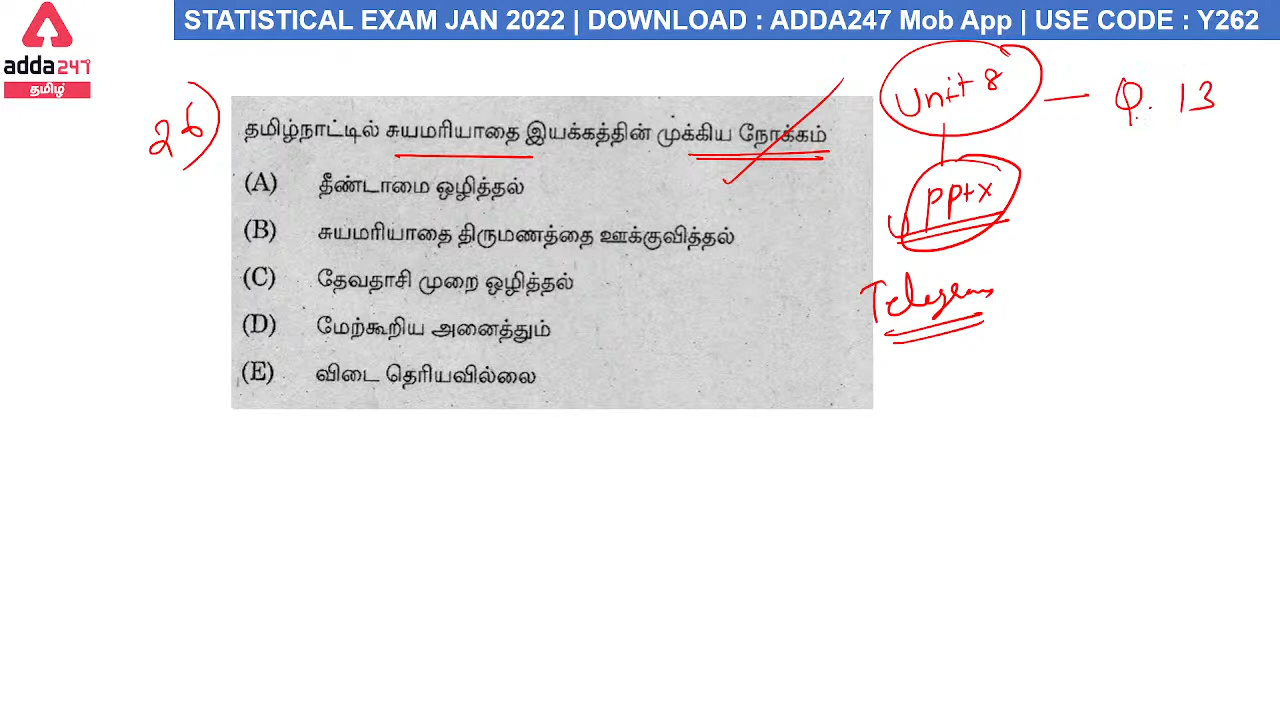 STATISTICAL EXAM JAN 2022 | DOWNLOAD : ADDA247 Mob App | USE CODE : Y262
adda247
தமிழ்
26)
தமிழ்நாட்டில் சுயமரியாதை இயக்கத்தின் முக்கிய நோக்கம்
(A) தீண்டாமை ஒழித்தல்
(B) சுயமரியாதை திருமணத்தை ஊக்குவித்தல்
(C) தேவதாசி முறை ஒழித்தல்
(D) மேற்கூறிய அனைத்தும்
(E) விடை தெரியவில்லை
Unit 8 — Q. 13
pptx
Telegram